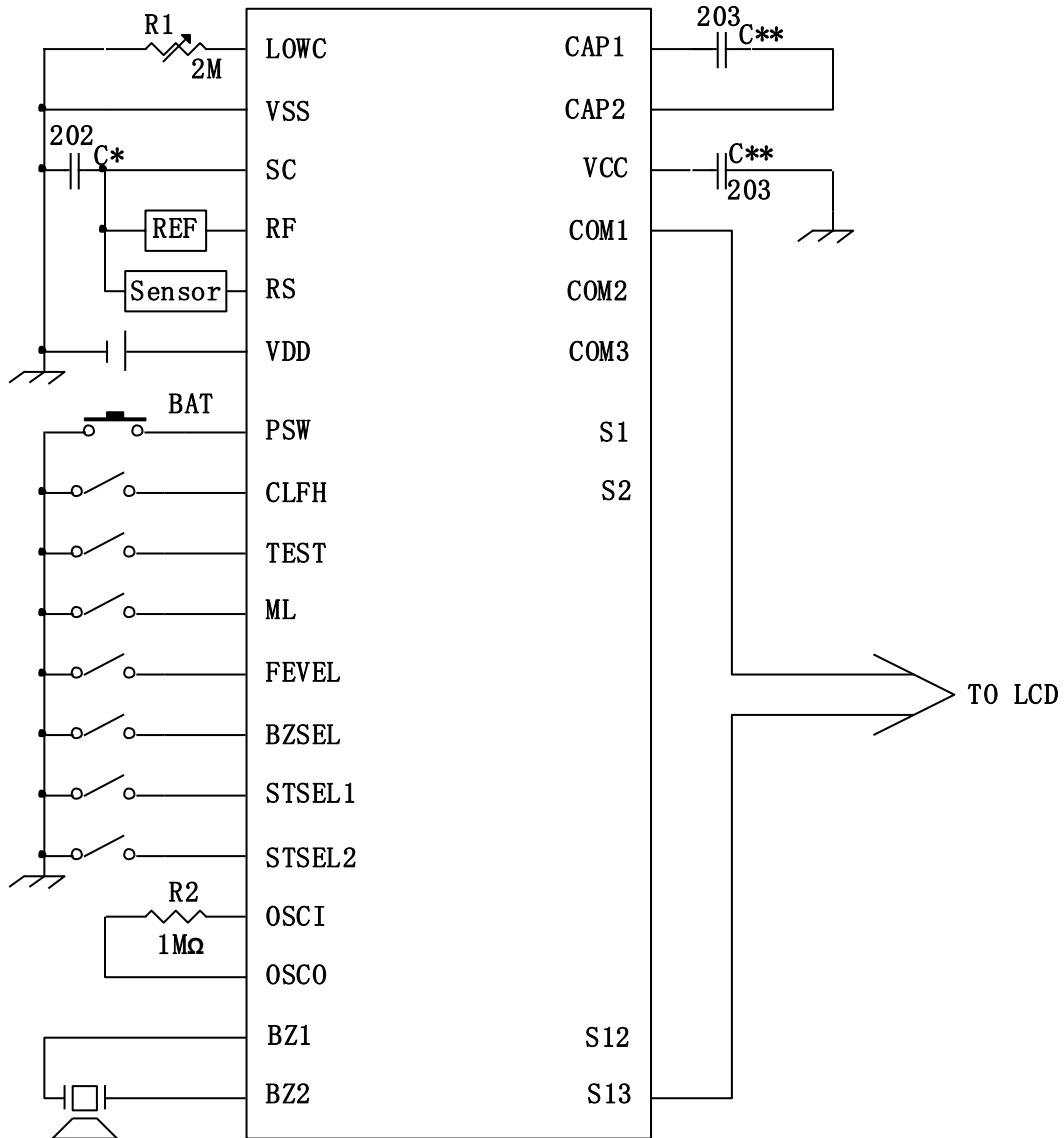 R1
2M
LOWC
VSS
202
C*
SC
REF
RF
Sensor
RS
VDD
BAT
PSW
CLFH
TEST
ML
FEVEL
BZSEL
STSEL1
STSEL2
R2
1MΩ
OSCI
OSCO
BZ1
BZ2
CAP1
203
C**
CAP2
VCC
C**
203
COM1
COM2
COM3
S1
S2
TO LCD
S12
S13